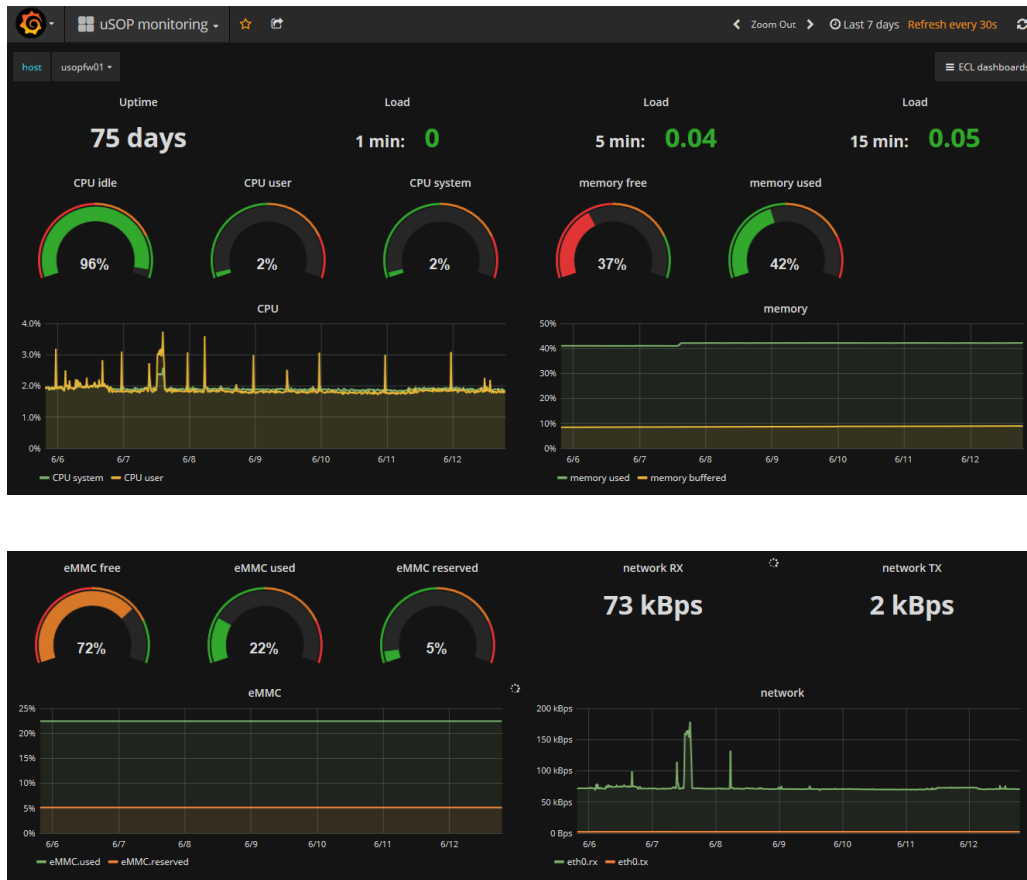 uSOP monitoring
Zoom Out Last 7 days Refresh every 30s
host usopfw01 ECL dashboards
Uptime Load Load Load
75 days 1 min: 0 5 min: 0.04 15 min: 0.05
CPU idle CPU user CPU system memory free memory used
96% 2% 2% 37% 42%
CPU
4.0%
3.0%
2.0%
1.0%
0%
6/6 6/7 6/8 6/9 6/10 6/11 6/12
CPU system CPU user
memory
50%
40%
30%
20%
10%
0%
6/6 6/7 6/8 6/9 6/10 6/11 6/12
memory used memory buffered
eMMC free eMMC used eMMC reserved network RX network TX
72% 22% 5% 73 kBps 2 kBps
eMMC
25%
20%
15%
10%
5%
0%
6/6 6/7 6/8 6/9 6/10 6/11 6/12
eMMC.used eMMC.reserved
network
200 kBps
150 kBps
100 kBps
50 kBps
0 Bps
6/6 6/7 6/8 6/9 6/10 6/11 6/12
eth0.rx eth0.tx